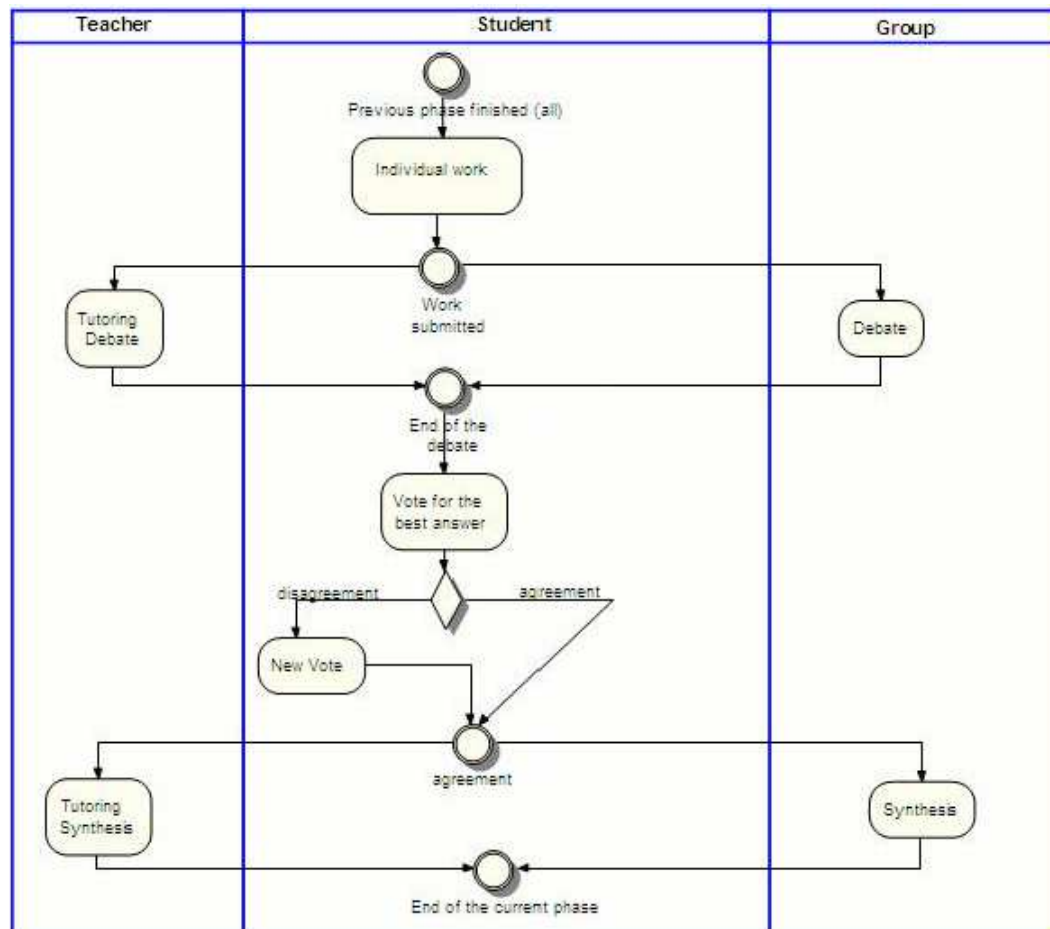 Teacher
Student
Group
Previous phase finished (all)
Individual work
Work
submitted
Tutoring
Debate
Debate
End of the
debate
Vote for the
best answer
disagreement
agreement
New Vote
agreement
Tutoring
Synthesis
Synthesis
End of the current phase